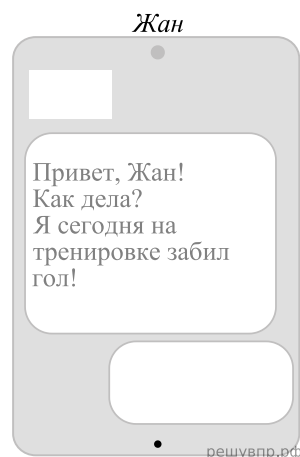 Жан
Привет, Жан!
Как дела?
Я сегодня на
тренировке забил
гол!
решувпр.рф